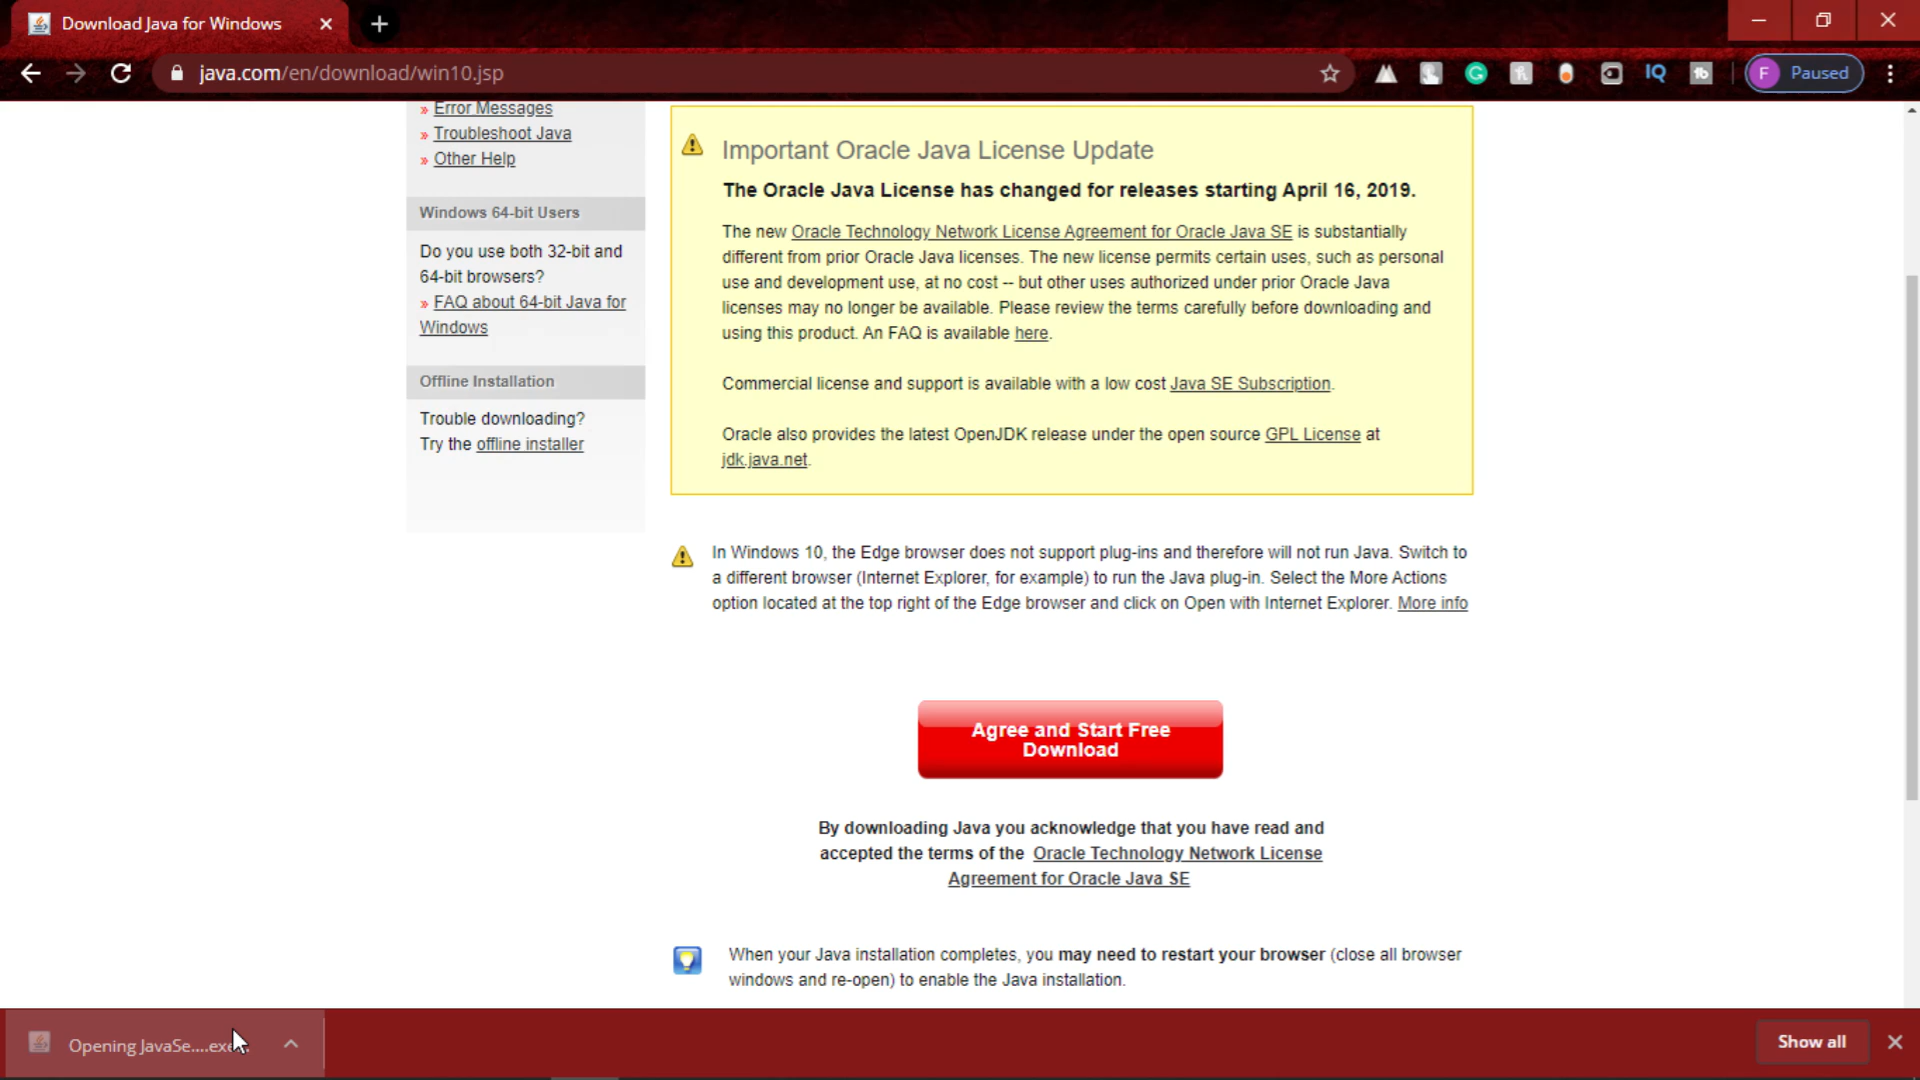 Download Java for Windows
java.com/en/download/win10.jsp
IQ
tb
F
Paused
» Error Messages
» Troubleshoot Java
» Other Help
Windows 64-bit Users
Do you use both 32-bit and
64-bit browsers?
» FAQ about 64-bit Java for
Windows
Offline Installation
Trouble downloading?
Try the offline installer
Important Oracle Java License Update
The Oracle Java License has changed for releases starting April 16, 2019.
The new Oracle Technology Network License Agreement for Oracle Java SE is substantially
different from prior Oracle Java licenses. The new license permits certain uses, such as personal
use and development use, at no cost -- but other uses authorized under prior Oracle Java
licenses may no longer be available. Please review the terms carefully before downloading and
using this product. An FAQ is available here.
Commercial license and support is available with a low cost Java SE Subscription.
Oracle also provides the latest OpenJDK release under the open source GPL License at
jdk.java.net.
In Windows 10, the Edge browser does not support plug-ins and therefore will not run Java. Switch to
a different browser (Internet Explorer, for example) to run the Java plug-in. Select the More Actions
option located at the top right of the Edge browser and click on Open with Internet Explorer. More info
Agree and Start Free
Download
By downloading Java you acknowledge that you have read and
accepted the terms of the Oracle Technology Network License
Agreement for Oracle Java SE
When your Java installation completes, you may need to restart your browser (close all browser
windows and re-open) to enable the Java installation.
Opening JavaSe....exe...
Show all